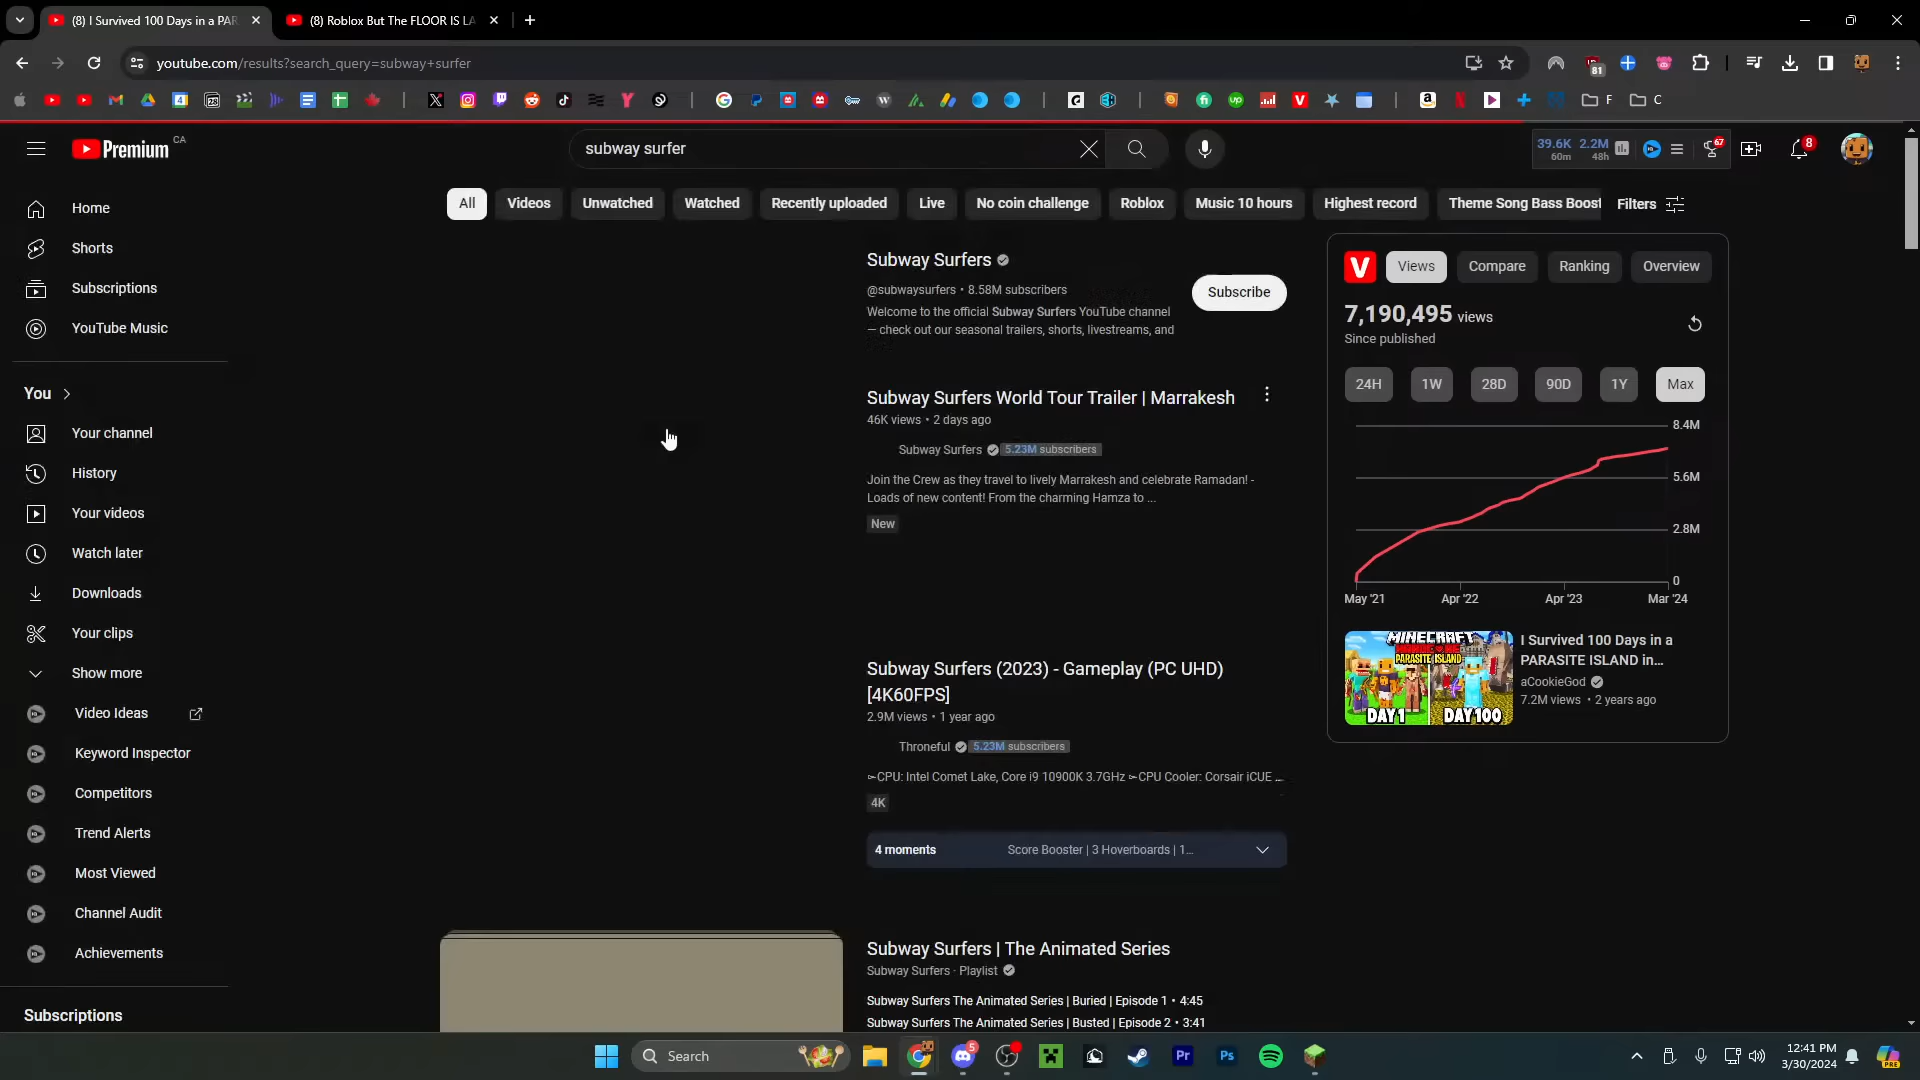 (8) I Survived 100 Days in a PAR
(8) Roblox But The FLOOR IS LA
youtube.com/results?search_query=subway+surfer
81
F
C
Premium
CA
subway surfer
39.6K 2.2M
60m 48h
67
8
All
Videos
Unwatched
Watched
Recently uploaded
Live
No coin challenge
Roblox
Music 10 hours
Highest record
Theme Song Bass Boost
Filters
Home
Shorts
Subscriptions
YouTube Music
You
Your channel
History
Your videos
Watch later
Downloads
Your clips
Show more
Video Ideas
Keyword Inspector
Competitors
Trend Alerts
Most Viewed
Channel Audit
Achievements
Subscriptions
Subway Surfers
@subwaysurfers • 8.58M subscribers
Welcome to the official Subway Surfers YouTube channel
— check out our seasonal trailers, shorts, livestreams, and
Subscribe
Subway Surfers World Tour Trailer | Marrakesh
46K views • 2 days ago
Subway Surfers 5.23M subscribers
Join the Crew as they travel to lively Marrakesh and celebrate Ramadan! -
Loads of new content! From the charming Hamza to ...
New
Subway Surfers (2023) - Gameplay (PC UHD)
[4K60FPS]
2.9M views • 1 year ago
Throneful 5.23M subscribers
➳CPU: Intel Comet Lake, Core i9 10900K 3.7GHz ➳CPU Cooler: Corsair iCUE ...
4K
4 moments
Score Booster | 3 Hoverboards | 1...
Subway Surfers | The Animated Series
Subway Surfers · Playlist
Subway Surfers The Animated Series | Buried | Episode 1 • 4:45
Subway Surfers The Animated Series | Busted | Episode 2 • 3:41
V
Views
Compare
Ranking
Overview
7,190,495 views
Since published
24H
1W
28D
90D
1Y
Max
8.4M
5.6M
2.8M
0
May '21
Apr '22
Apr '23
Mar '24
MINECRAFT
HARDCORE
PARASITE ISLAND
DAY 1
DAY 100
I Survived 100 Days in a
PARASITE ISLAND in...
aCookieGod
7.2M views • 2 years ago
Search
5
Pr
Ps
12:41 PM
3/30/2024
PRE